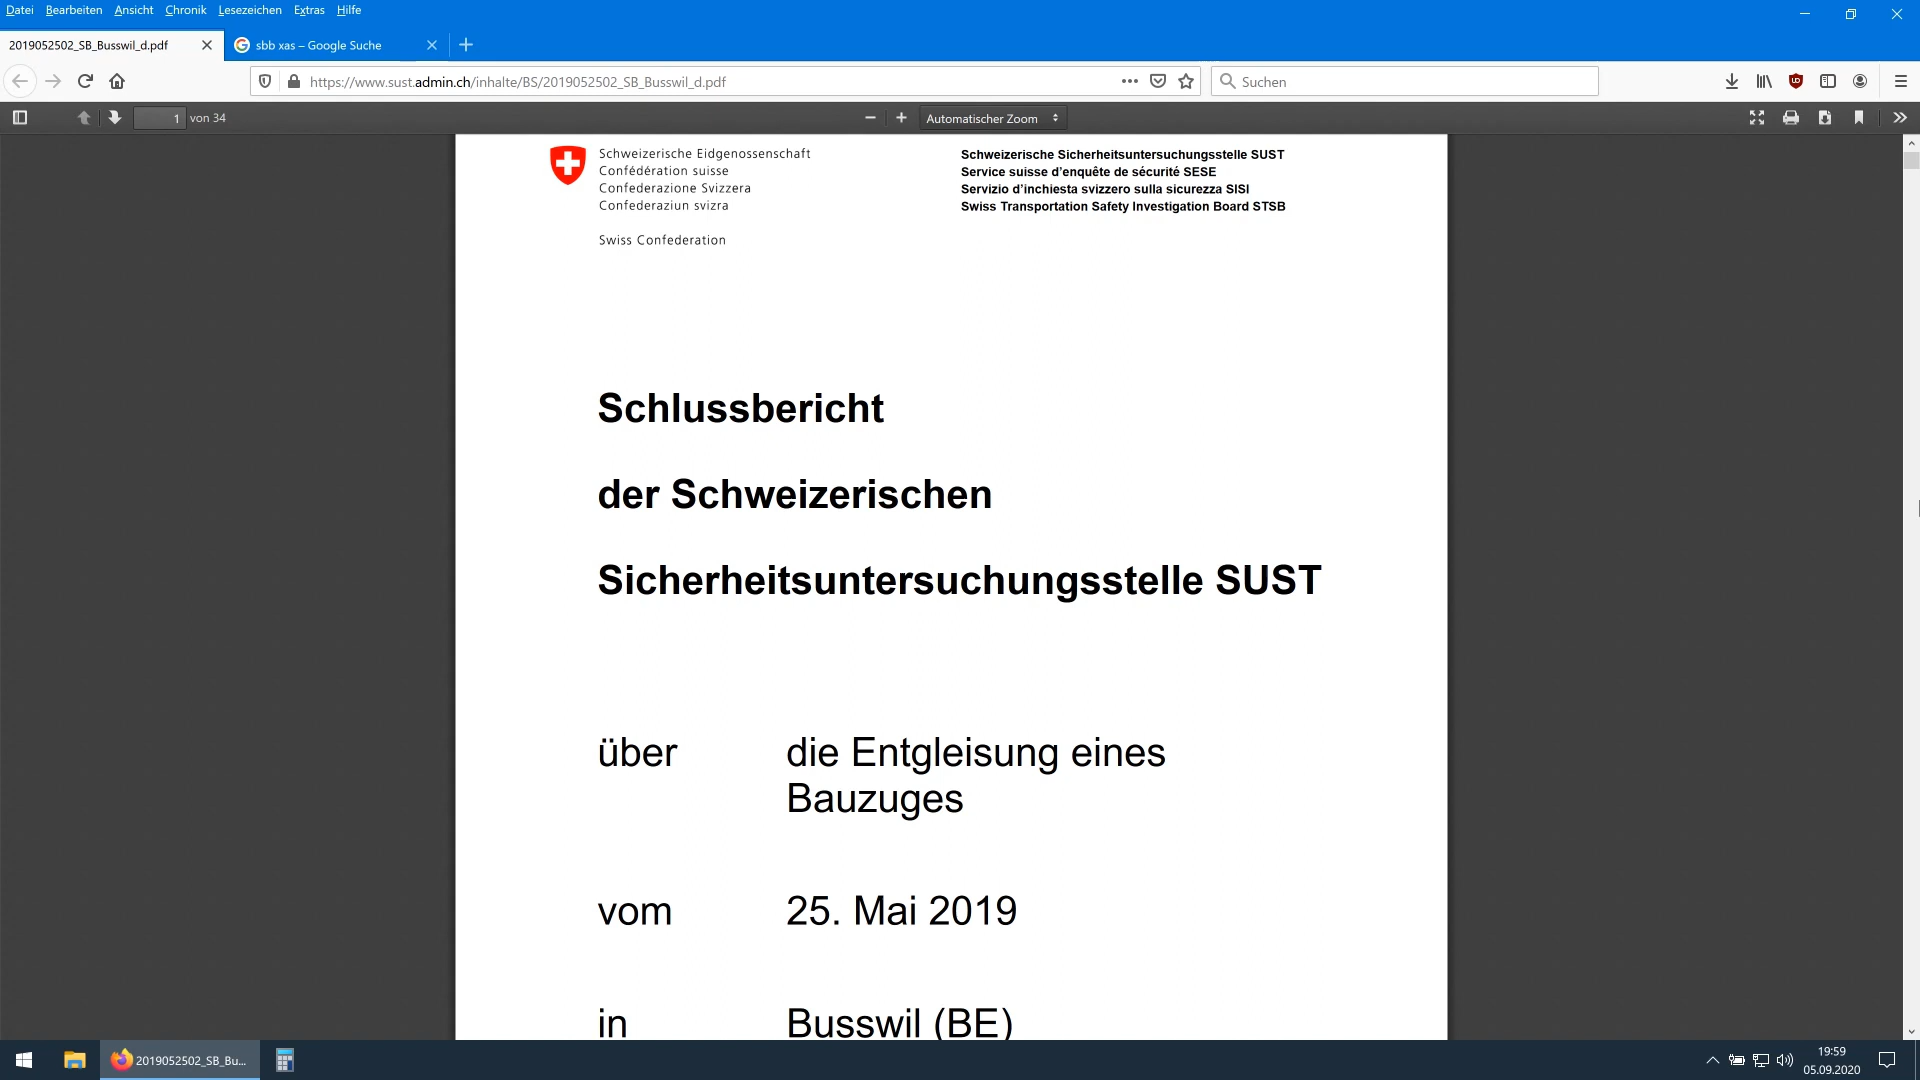 Datei Bearbeiten Ansicht Chronik Lesezeichen Extras Hilfe
2019052502_SB_Busswil_d.pdf
sbb xas – Google Suche
https://www.sust.admin.ch/inhalte/BS/2019052502_SB_Busswil_d.pdf
Suchen
1 von 34
Automatischer Zoom
Schweizerische Eidgenossenschaft
Confédération suisse
Confederazione Svizzera
Confederaziun svizra
Swiss Confederation
Schweizerische Sicherheitsuntersuchungsstelle SUST
Service suisse d'enquête de sécurité SESE
Servizio d'inchiesta svizzero sulla sicurezza SISI
Swiss Transportation Safety Investigation Board STSB
Schlussbericht
der Schweizerischen
Sicherheitsuntersuchungsstelle SUST
über die Entgleisung eines
Bauzuges
vom 25. Mai 2019
in Busswil (BE)
2019052502_SB_Bu...
19:59
05.09.2020